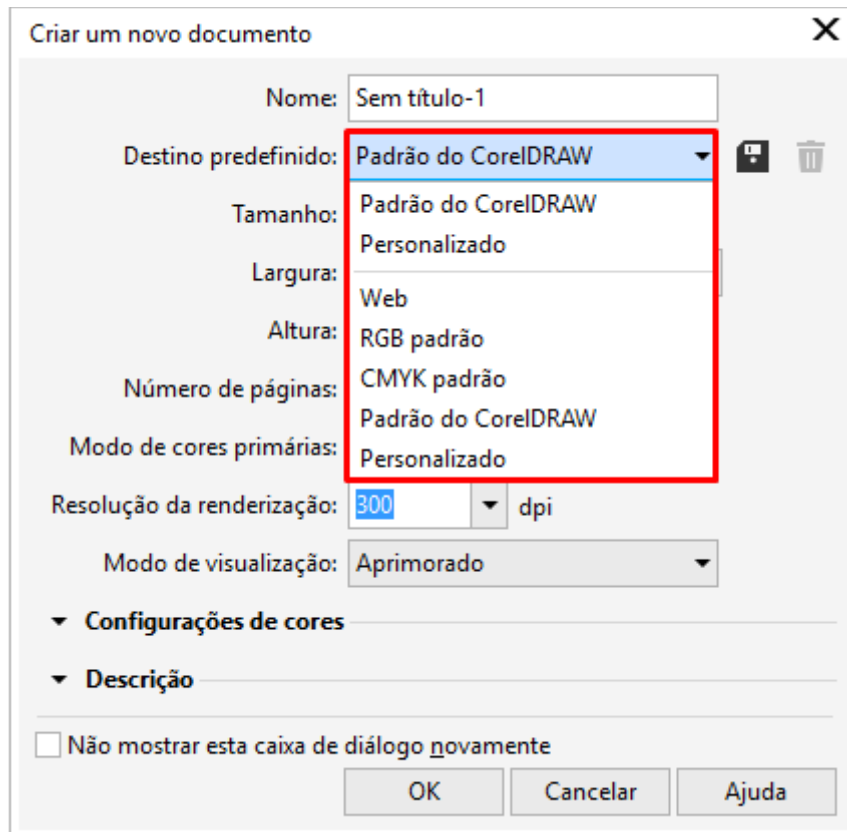 Criar um novo documento
Nome: Sem título-1
Destino predefinido: Padrão do CorelDRAW
Tamanho: Padrão do CorelDRAW
Personalizado
Largura:
Web
Altura: RGB padrão
Número de páginas: CMYK padrão
Padrão do CorelDRAW
Modo de cores primárias: Personalizado
Resolução da renderização: 300 dpi
Modo de visualização: Aprimorado
Configurações de cores
Descrição
Não mostrar esta caixa de diálogo novamente
OK Cancelar Ajuda